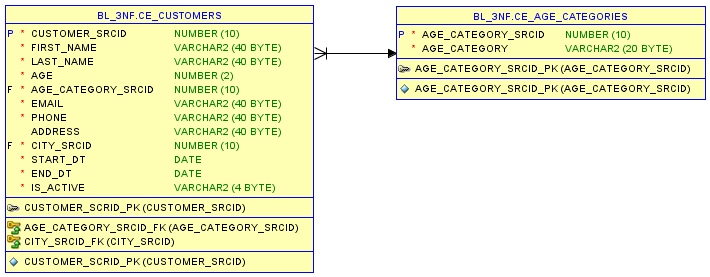 BL_3NF.CE_CUSTOMERS
P * CUSTOMER_SRCID NUMBER (10)
* FIRST_NAME VARCHAR2 (40 BYTE)
* LAST_NAME VARCHAR2 (40 BYTE)
* AGE NUMBER (2)
F * AGE_CATEGORY_SRCID NUMBER (10)
* EMAIL VARCHAR2 (40 BYTE)
* PHONE VARCHAR2 (40 BYTE)
ADDRESS VARCHAR2 (40 BYTE)
F * CITY_SRCID NUMBER (10)
* START_DT DATE
* END_DT DATE
* IS_ACTIVE VARCHAR2 (4 BYTE)
CUSTOMER_SCRID_PK (CUSTOMER_SRCID)
AGE_CATEGORY_SRCID_FK (AGE_CATEGORY_SRCID)
CITY_SRCID_FK (CITY_SRCID)
CUSTOMER_SCRID_PK (CUSTOMER_SRCID)
BL_3NF.CE_AGE_CATEGORIES
P * AGE_CATEGORY_SRCID NUMBER (10)
* AGE_CATEGORY VARCHAR2 (20 BYTE)
AGE_CATEGORY_SRCID_PK (AGE_CATEGORY_SRCID)
AGE_CATEGORY_SRCID_PK (AGE_CATEGORY_SRCID)